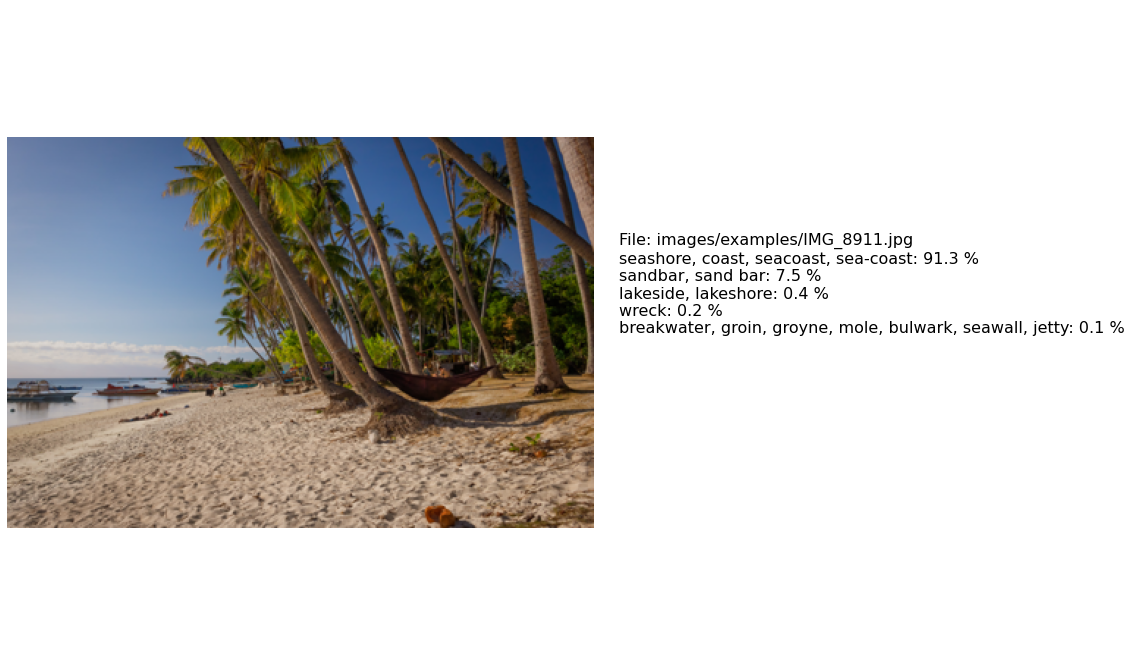 File: images/examples/IMG_8911.jpg
seashore, coast, seacoast, sea-coast: 91.3 %
sandbar, sand bar: 7.5 %
lakeside, lakeshore: 0.4 %
wreck: 0.2 %
breakwater, groin, groyne, mole, bulwark, seawall, jetty: 0.1 %